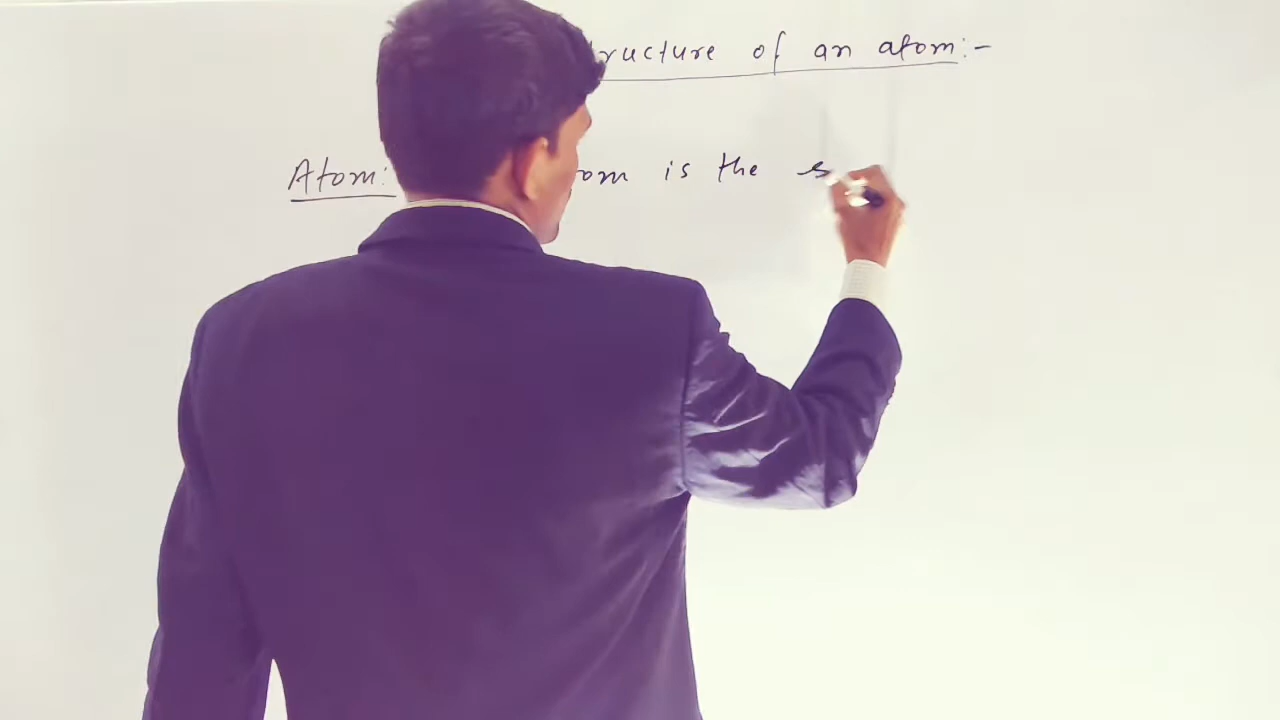 ructure of an atom:-
Atom: om is the s